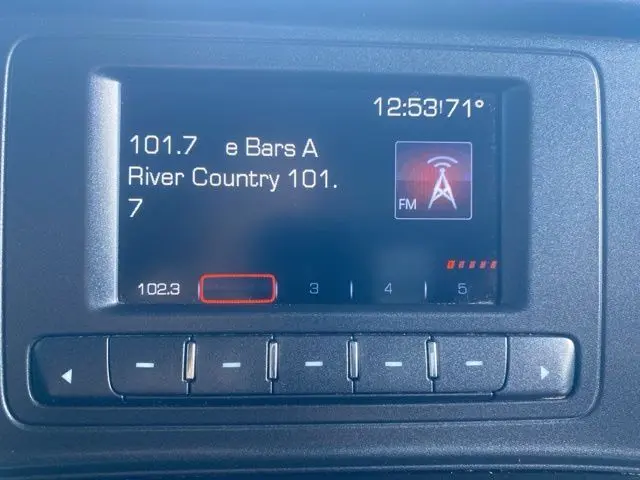 12:53 71°
101.7 e Bars A
River Country 101.
7
FM
102.3 3 4 5